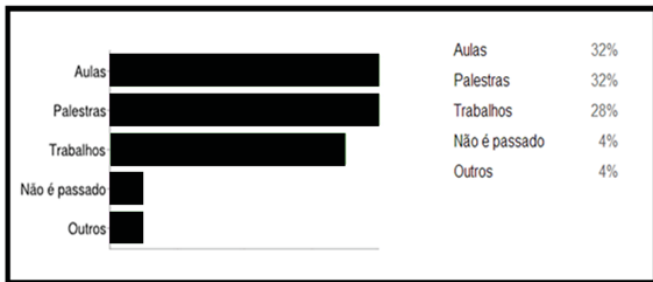 Aulas
Palestras
Trabalhos
Não é passado
Outros
Aulas 32%
Palestras 32%
Trabalhos 28%
Não é passado 4%
Outros 4%